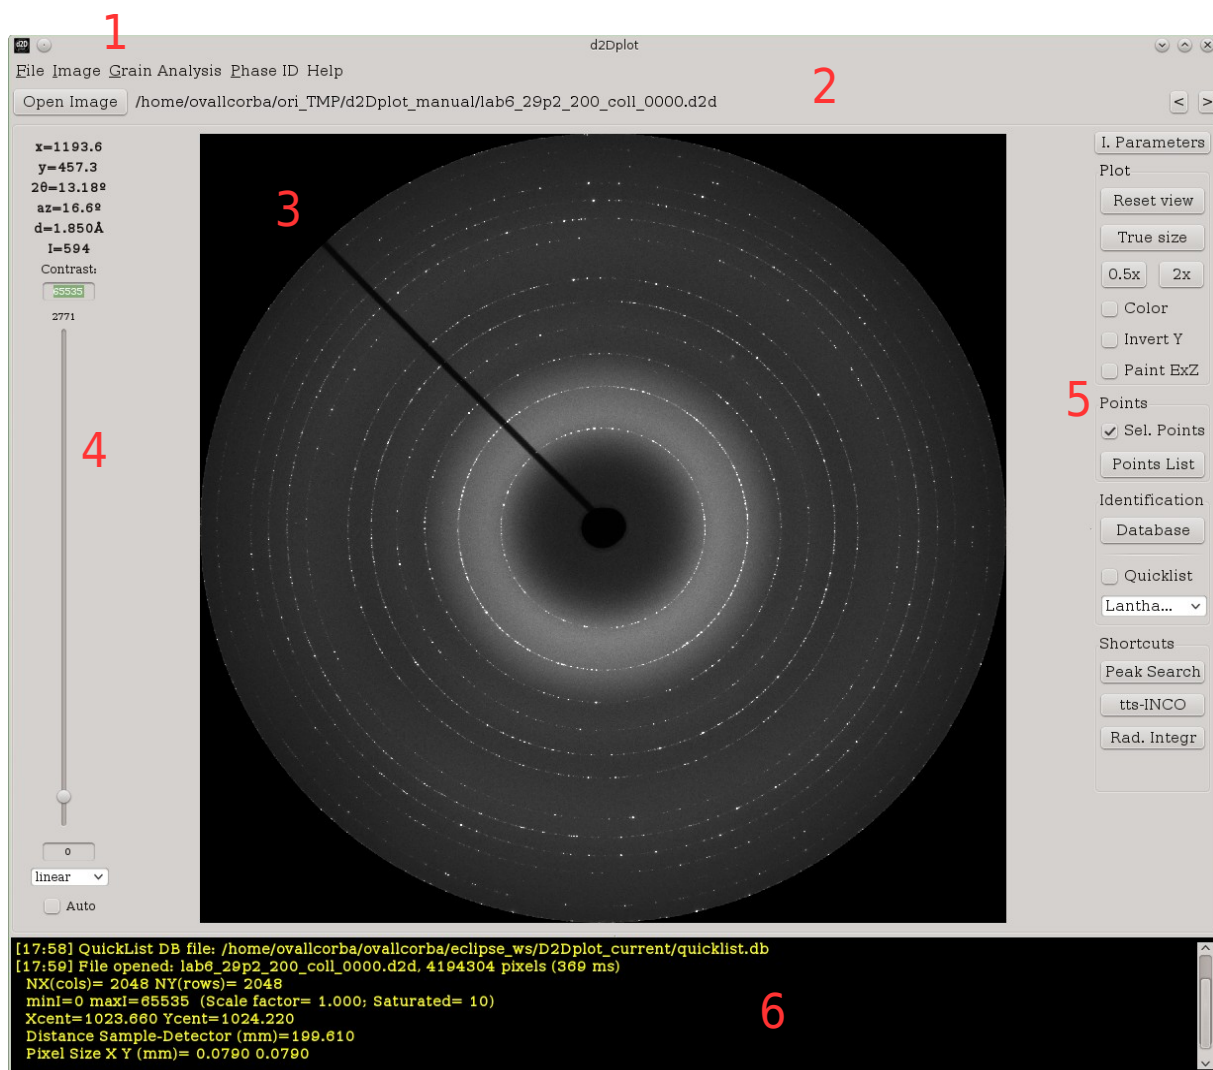 1
d2D
d2Dplot
File Image Grain Analysis Phase ID Help
2
Open Image /home/ovallcorba/ori_TMP/d2Dplot_manual/lab6_29p2_200_coll_0000.d2d < >
x=1193.6
y=457.3
2θ=13.18º
az=16.6º
d=1.850Å
I=594
Contrast:
65535
2771
4
0
linear
Auto
3
I. Parameters
Plot
Reset view
True size
0.5x 2x
Color
Invert Y
Paint ExZ
5
Points
Sel. Points
Points List
Identification
Database
Quicklist
Lantha...
Shortcuts
Peak Search
tts-INCO
Rad. Integr
[17:58] QuickList DB file: /home/ovallcorba/ovallcorba/eclipse_ws/D2Dplot_current/quicklist.db
[17:59] File opened: lab6_29p2_200_coll_0000.d2d, 4194304 pixels (369 ms)
NX(cols)= 2048 NY(rows)= 2048
minI=0 maxI=65535 (Scale factor= 1.000; Saturated= 10)
Xcent=1023.660 Ycent=1024.220
Distance Sample-Detector (mm)=199.610
Pixel Size X Y (mm)= 0.0790 0.0790
6